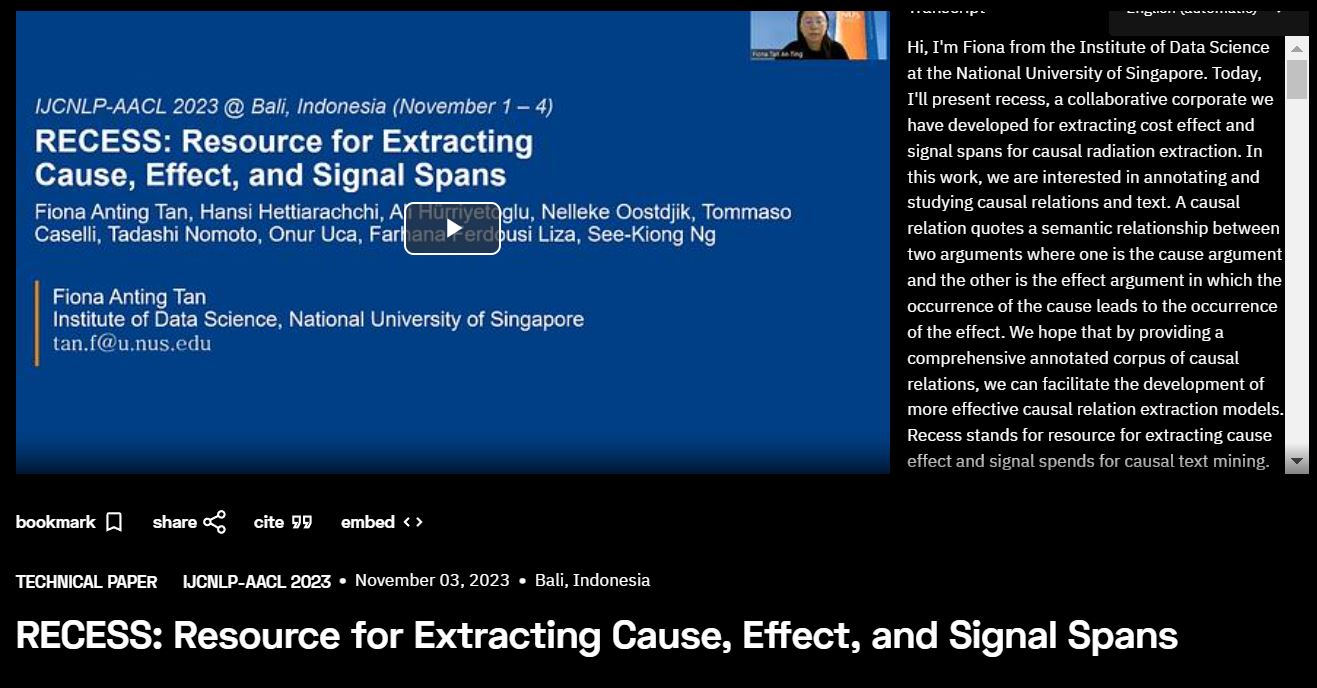 Transcript
English (automatic)
Fiona Tan An Ting
IJCNLP-AACL 2023 @ Bali, Indonesia (November 1 – 4)
RECESS: Resource for Extracting
Cause, Effect, and Signal Spans
Fiona Anting Tan, Hansi Hettiarachchi, Ali Hürriyetoglu, Nelleke Oostdjik, Tommaso
Caselli, Tadashi Nomoto, Onur Uca, Farhana Ferdousi Liza, See-Kiong Ng
Fiona Anting Tan
Institute of Data Science, National University of Singapore
tan.f@u.nus.edu
Hi, I'm Fiona from the Institute of Data Science
at the National University of Singapore. Today,
I'll present recess, a collaborative corporate we
have developed for extracting cost effect and
signal spans for causal radiation extraction. In
this work, we are interested in annotating and
studying causal relations and text. A causal
relation quotes a semantic relationship between
two arguments where one is the cause argument
and the other is the effect argument in which the
occurrence of the cause leads to the occurrence
of the effect. We hope that by providing a
comprehensive annotated corpus of causal
relations, we can facilitate the development of
more effective causal relation extraction models.
Recess stands for resource for extracting cause
effect and signal spends for causal text mining.
bookmark share cite embed
TECHNICAL PAPER IJCNLP-AACL 2023 • November 03, 2023 • Bali, Indonesia
RECESS: Resource for Extracting Cause, Effect, and Signal Spans